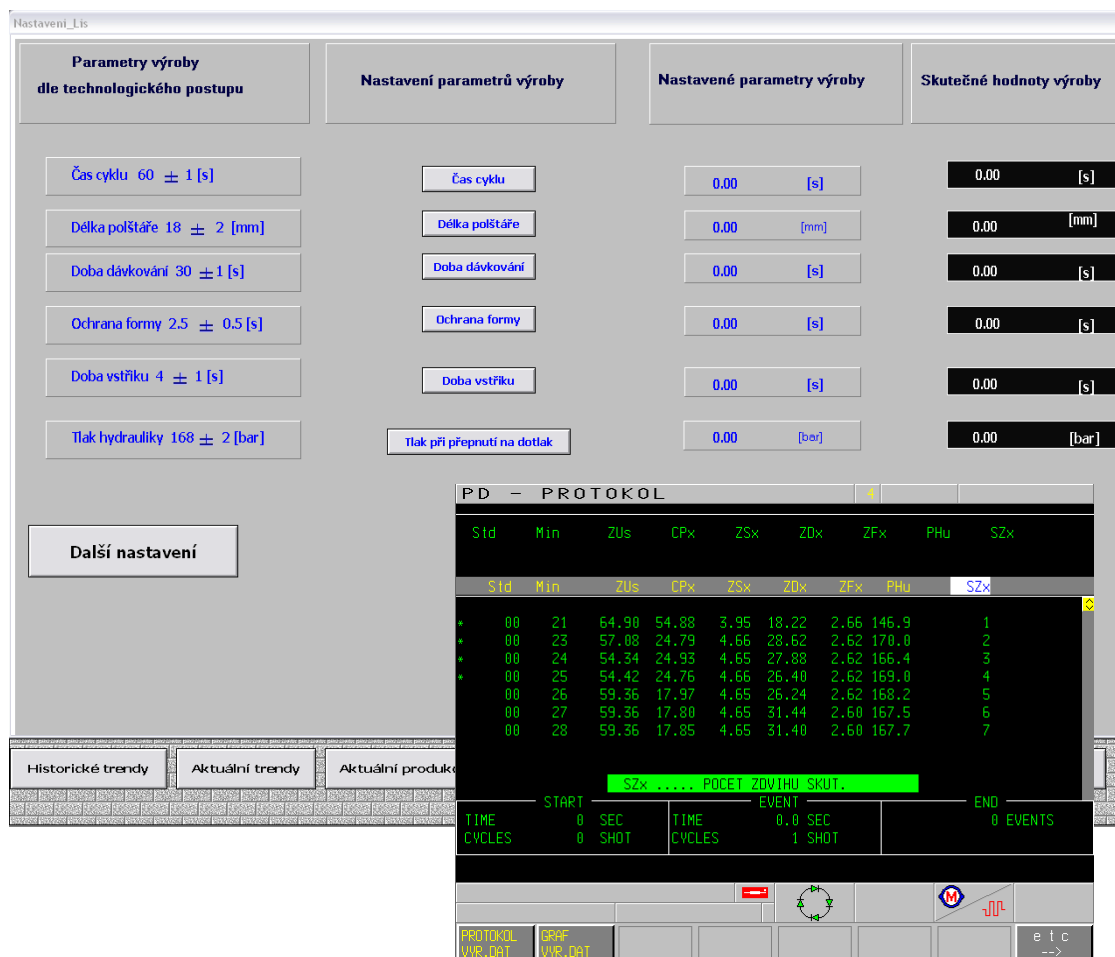 Nastaveni_Lis
Parametry výroby
dle technologického postupu
Nastavení parametrů výroby
Nastavené parametry výroby
Skutečné hodnoty výroby
Čas cyklu 60 ± 1 [s]
Čas cyklu
0.00 [s]
0.00 [s]
Délka polštáře 18 ± 2 [mm]
Délka polštáře
0.00 [mm]
0.00 [mm]
Doba dávkování 30 ± 1 [s]
Doba dávkování
0.00 [s]
0.00 [s]
Ochrana formy 2.5 ± 0.5 [s]
Ochrana formy
0.00 [s]
0.00 [s]
Doba vstřiku 4 ± 1 [s]
Doba vstřiku
0.00 [s]
0.00 [s]
Tlak hydrauliky 168 ± 2 [bar]
Tlak při přepnutí na dotlak
0.00 [bar]
0.00 [bar]
Další nastavení
Historické trendy
Aktuální trendy
Aktuální produkc
PD - PROTOKOL 4
Std Min ZUs CPx ZSx ZDx ZFx PHu SZx
Std Min ZUs CPx ZSx ZDx ZFx PHu SZx
* 00 21 64.90 54.88 3.95 18.22 2.66 146.9 1
* 00 23 57.08 24.79 4.66 28.62 2.62 170.0 2
* 00 24 54.34 24.93 4.65 27.88 2.62 166.4 3
* 00 25 54.42 24.76 4.66 26.40 2.62 169.0 4
00 26 59.36 17.97 4.65 26.24 2.62 168.2 5
00 27 59.36 17.80 4.65 31.44 2.60 167.5 6
00 28 59.36 17.85 4.65 31.40 2.60 167.7 7
SZx ..... POCET ZDVIHU SKUT.
START EVENT END
TIME 0 SEC TIME 0.0 SEC 0 EVENTS
CYCLES 0 SHOT CYCLES 1 SHOT
M
PROTOKOL GRAF etc
VYR.DAT VYR.DAT -->